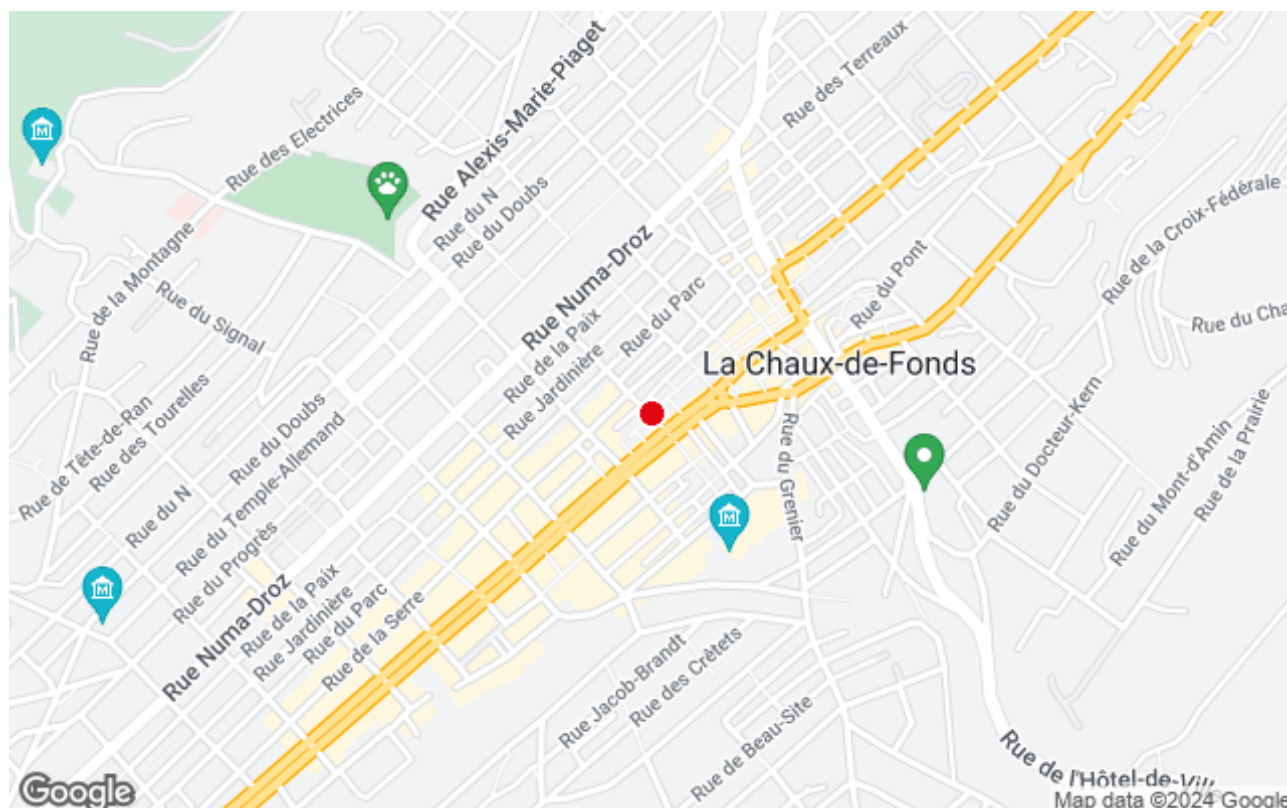 Rue des Electrices
Rue Alexis-Marie-Piaget
Rue du N
Rue du Doubs
Rue des Terreaux
Rue de la Montagne
Rue du Signal
Rue Numa-Droz
Rue de la Paix
Rue Jardinière
Rue du Parc
Rue du Pont
Rue de la Croix-Fédérale
Rue du Cha
La Chaux-de-Fonds
Rue de Tête-de-Ran
Rue des Tourelles
Rue du Doubs
Rue du N
Rue du Temple-Allemand
Rue du Progrès
Rue Numa-Droz
Rue de la Paix
Rue Jardinière
Rue du Parc
Rue de la Serre
Rue du Grenier
Rue du Docteur-Kern
Rue du Mont-d'Amin
Rue de la Prairie
Rue Jacob-Brandt
Rue des Crêtets
Rue de Beau-Site
Rue de l'Hôtel-de-Ville
Google
Map data ©2024 Google